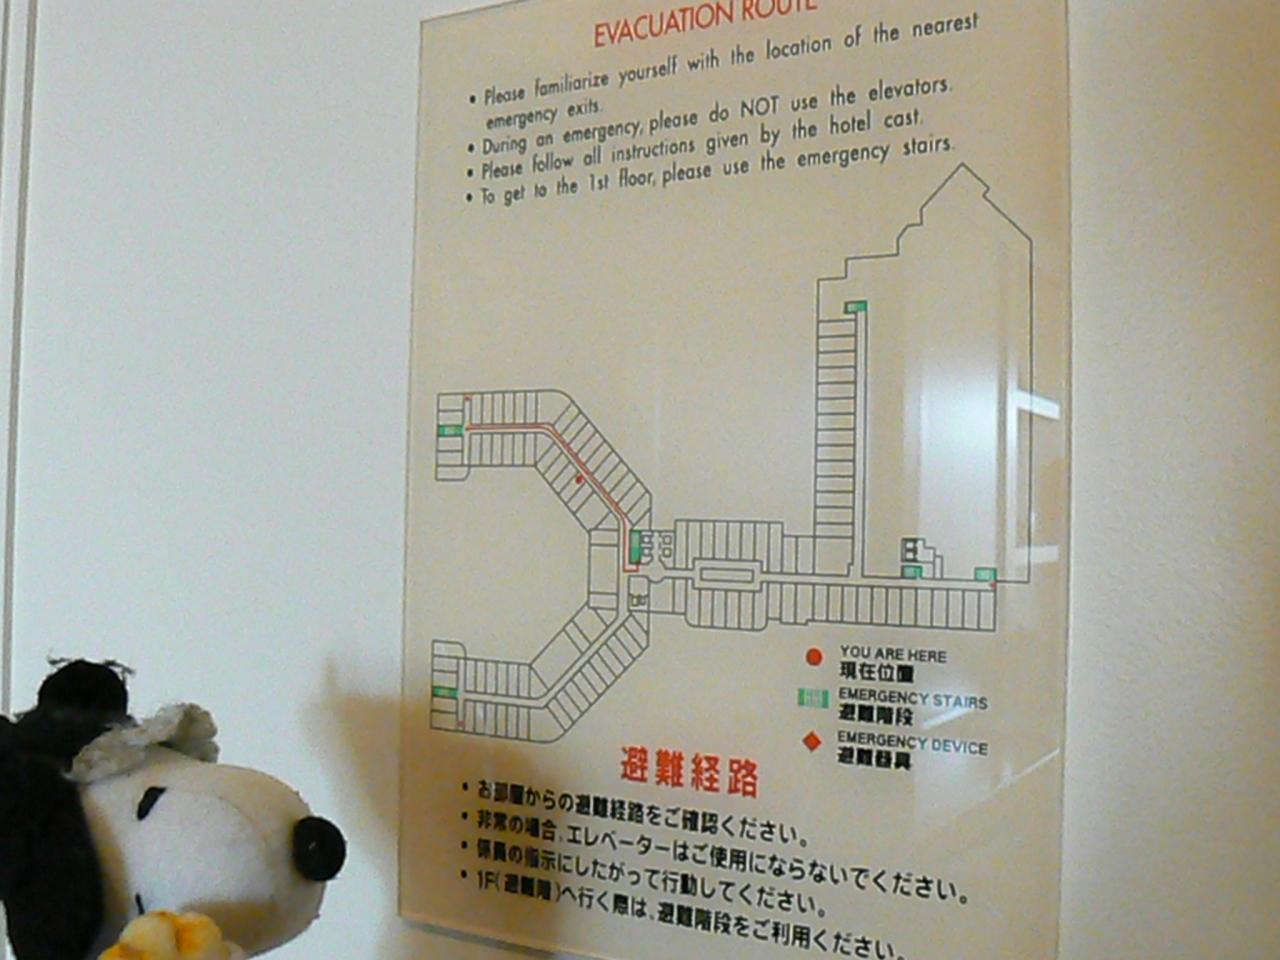 EVACUATION ROUTE
• Please familiarize yourself with the location of the nearest
emergency exits.
• During an emergency, please do NOT use the elevators.
• Please follow all instructions given by the hotel cast.
• To get to the 1st floor, please use the emergency stairs.
YOU ARE HERE
現在位置
EMERGENCY STAIRS
避難階段
EMERGENCY DEVICE
避難器具
避難経路
• お部屋からの避難経路をご確認ください。
• 非常の場合、エレベーターはご使用にならないでください。
• 係員の指示にしたがって行動してください。
• 1F(避難階)へ行く際は、避難階段をご利用ください。